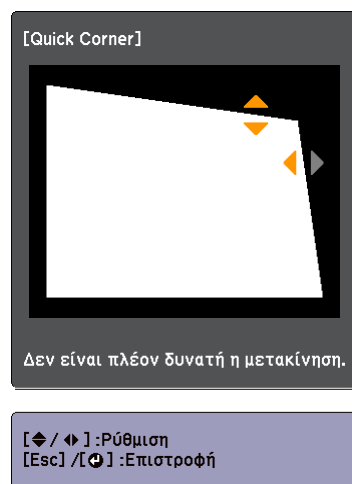 [Quick Corner]
Δεν είναι πλέον δυνατή η μετακίνηση.
[ / ] :Ρύθμιση
[Esc] /[ ] :Επιστροφή